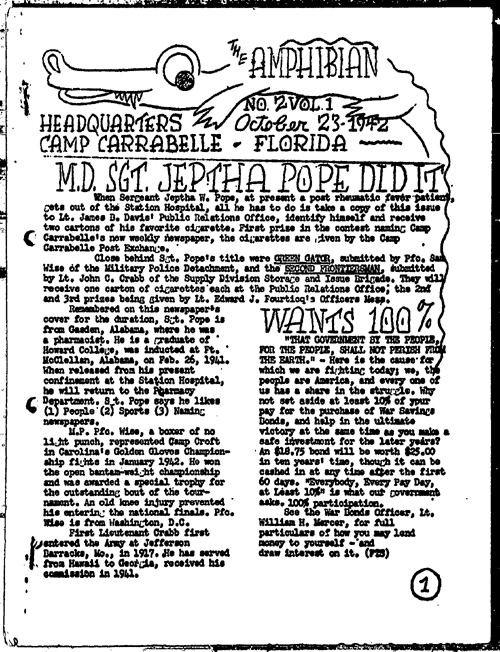 THE AMPHIBIAN
NO. 2 VOL. 1
HEADQUARTERS October 23-1942
CAMP CARRABELLE - FLORIDA
M.D. SGT. JEPTHA POPE DID IT
When Sergeant Jeptha W. Pope, at present a post rheumatic fever patient,
gets out of the Station Hospital, all he has to do is take a copy of this issue
to Lt. James B. Davis' Public Relations Office, identify himself and receive
two cartons of his favorite cigarette. First prize in the contest naming Camp
Carrabelle's new weekly newspaper, the cigarettes are given by the Camp
Carrabelle Post Exchange.
Close behind Sgt. Pope's title were GREEN GATOR, submitted by Pfc. Sam
Wise of the Military Police Detachment, and the SECOND FRONTIERSMAN, submitted
by Lt. John C. Crabb of the Supply Division Storage and Issue Brigade. They will
receive one carton of cigarettes each at the Public Relations Office; the 2nd
and 3rd prizes being given by Lt. Edward J. Fourtioq's Officers Mess.
Remembered on this newspaper's
cover for the duration, Sgt. Pope is
from Gasden, Alabama, where he was
a pharmacist. He is a graduate of
Howard College, was inducted at Ft.
McClellan, Alabama, on Feb. 26, 1941.
When released from his present
confinement at the Station Hospital,
he will return to the Pharmacy
Department. Sgt. Pope says he likes
(1) People (2) Sports (3) Naming
newspapers.
M.P. Pfc. Wise, a boxer of no
light punch, represented Camp Croft
in Carolina's Golden Gloves Champion-
ship fights in January 1942. He won
the open bantam-weight championship
and was awarded a special trophy for
the outstanding bout of the tour-
nament. An old knee injury prevented
his entering the national finals. Pfc.
Wise is from Washington, D.C.
First Lieutenant Crabb first
entered the Army at Jefferson
Barracks, Mo., in 1917. He has served
from Hawaii to Georgia, received his
commission in 1941.
WANTS 100%
"THAT GOVERNMENT BY THE PEOPLE,
FOR THE PEOPLE, SHALL NOT PERISH FROM
THE EARTH." - Here is the cause for
which we are fighting today; we, the
people are America, and every one of
us has a share in the struggle. Why
not set aside at least 10% of your
pay for the purchase of War Savings
Bonds, and help in the ultimate
victory at the same time as you make a
safe investment for the later years?
An $18.75 bond will be worth $25.00
in ten years' time though it can be
cashed in at any time after the first
60 days. "Everybody, Every Pay Day,
at Least 10%" is what our government
asks. 100% participation.
See the War Bonds Officer, Lt.
William H. Mercer, for full
particulars of how you may lend
money to yourself - and
draw interest on it. (FTS)
1